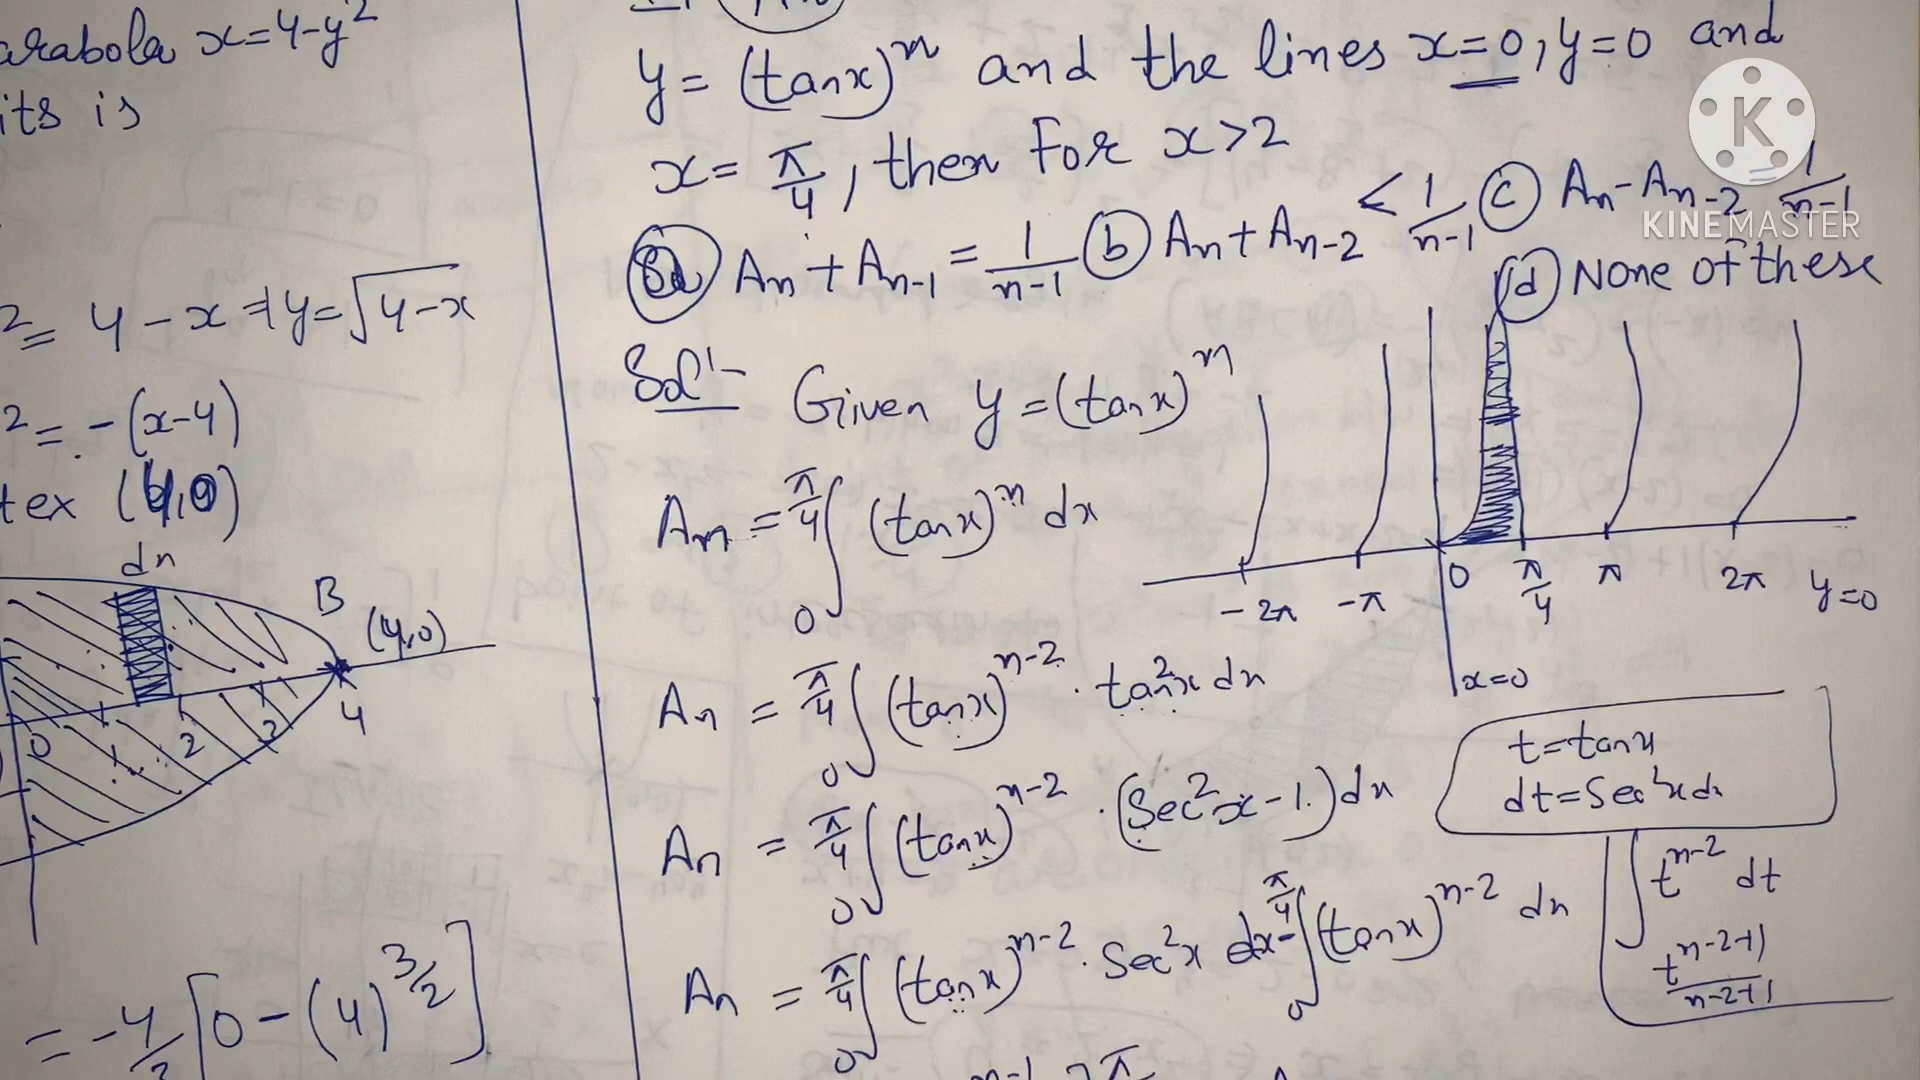 arabola x=4-y²
its is
² = 4-x ⇒ y=√4-x
² = -(x-4)
tex (4,0)
dx
B
(4,0)
0 1 2 3 4
= -4/3 [0-(4)^3/2]
y=(tanx)^n and the lines x=0, y=0 and
x=π/4, then For x>2
(a) An+An-1 = 1/n-1 (b) An+An-2 < 1/n-1 (c) An-An-2 = 1/n-1
(d) None of these
Sol:- Given y=(tanx)^n
An = π/4∫0 (tanx)^n dx
-2π -π 0 π/4 π 2π y=0
x=0
An = π/4∫0 (tanx)^n-2 . tan²x dx
An = π/4∫0 (tanx)^n-2 . (Sec²x-1) dx
An = π/4∫0 (tanx)^n-2 . Sec²x dx - π/4∫0 (tanx)^n-2 dx
t=tanx
dt=Sec²x dx
∫t^n-2 dt
t^n-2+1/n-2+1
K
KINEMASTER